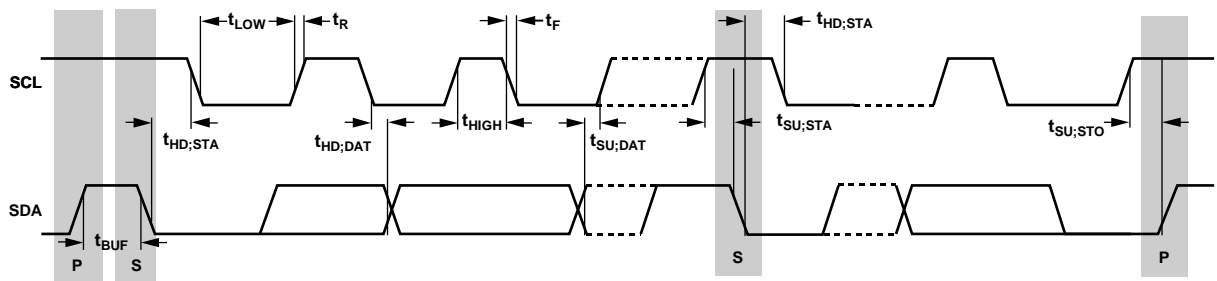 tLOW tR tF tHD;STA
SCL
tHD;STA tHD;DAT tHIGH tSU;DAT tSU;STA tSU;STO
SDA
tBUF
P S S P